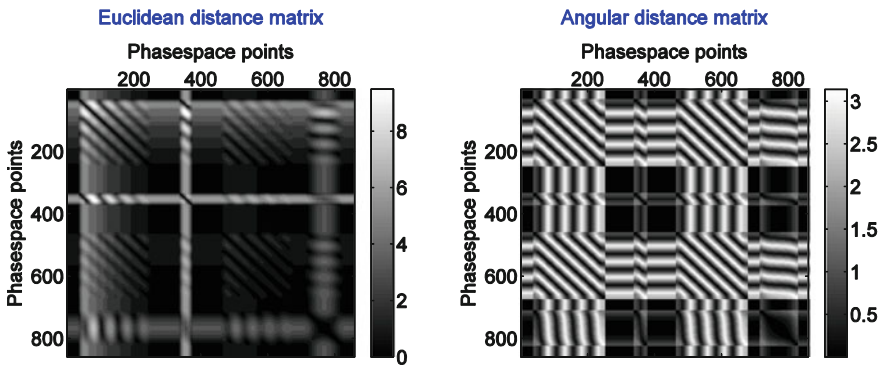 Euclidean distance matrix
Phasespace points
200 400 600 800
Phasespace points
200
400
600
800
8
6
4
2
0
Angular distance matrix
Phasespace points
200 400 600 800
Phasespace points
200
400
600
800
3
2.5
2
1.5
1
0.5